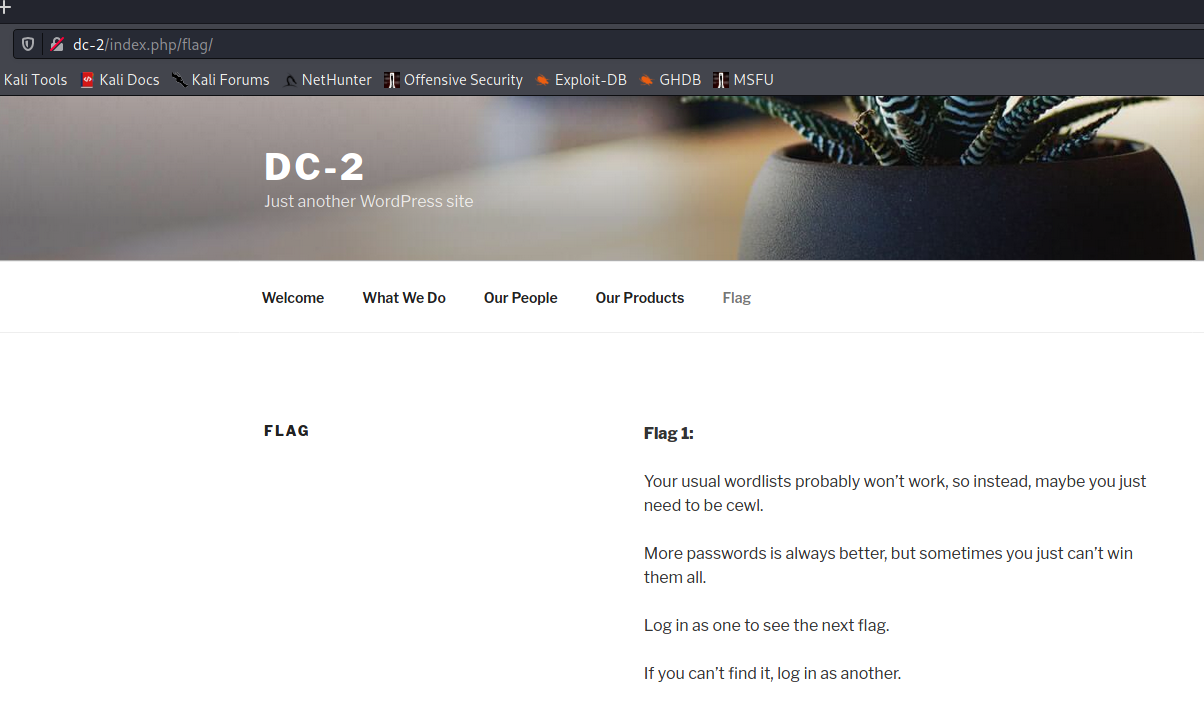 dc-2/index.php/flag/
Kali Tools Kali Docs Kali Forums NetHunter Offensive Security Exploit-DB GHDB MSFU
DC-2
Just another WordPress site
Welcome What We Do Our People Our Products Flag
FLAG
Flag 1:
Your usual wordlists probably won’t work, so instead, maybe you just
need to be cewl.
More passwords is always better, but sometimes you just can’t win
them all.
Log in as one to see the next flag.
If you can’t find it, log in as another.